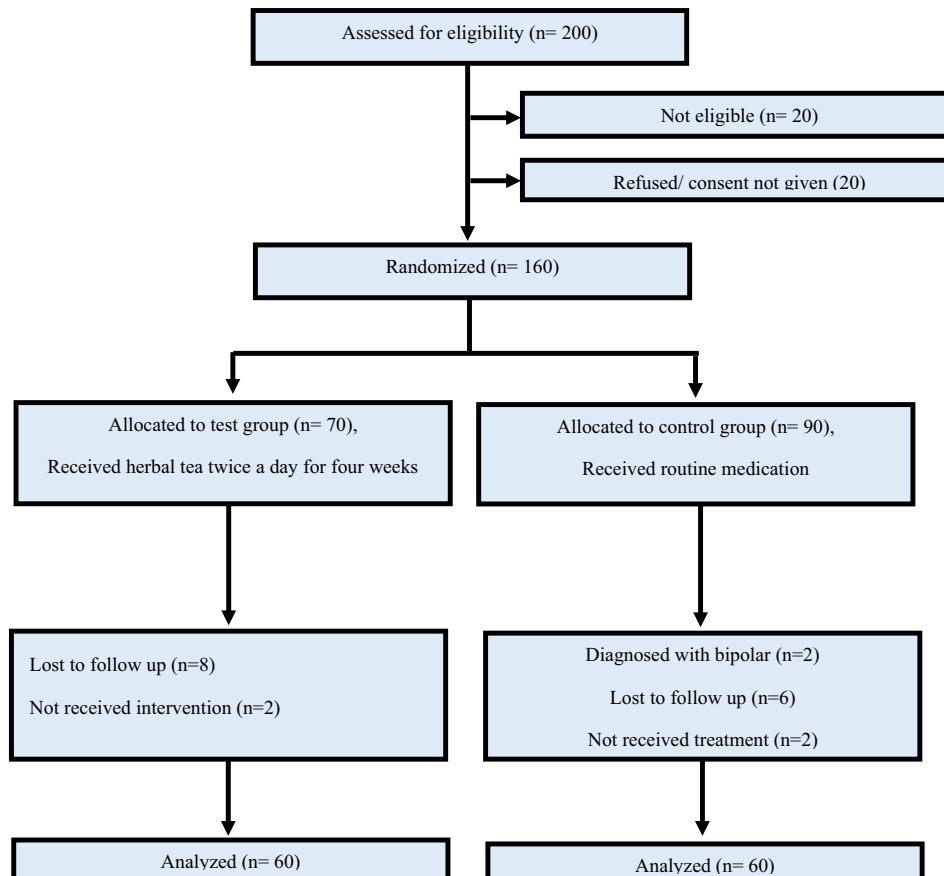 Assessed for eligibility (n= 200)
Not eligible (n= 20)
Refused/ consent not given (20)
Randomized (n= 160)
Allocated to test group (n= 70),
Received herbal tea twice a day for four weeks
Allocated to control group (n= 90),
Received routine medication
Lost to follow up (n=8)
Not received intervention (n=2)
Diagnosed with bipolar (n=2)
Lost to follow up (n=6)
Not received treatment (n=2)
Analyzed (n= 60)
Analyzed (n= 60)